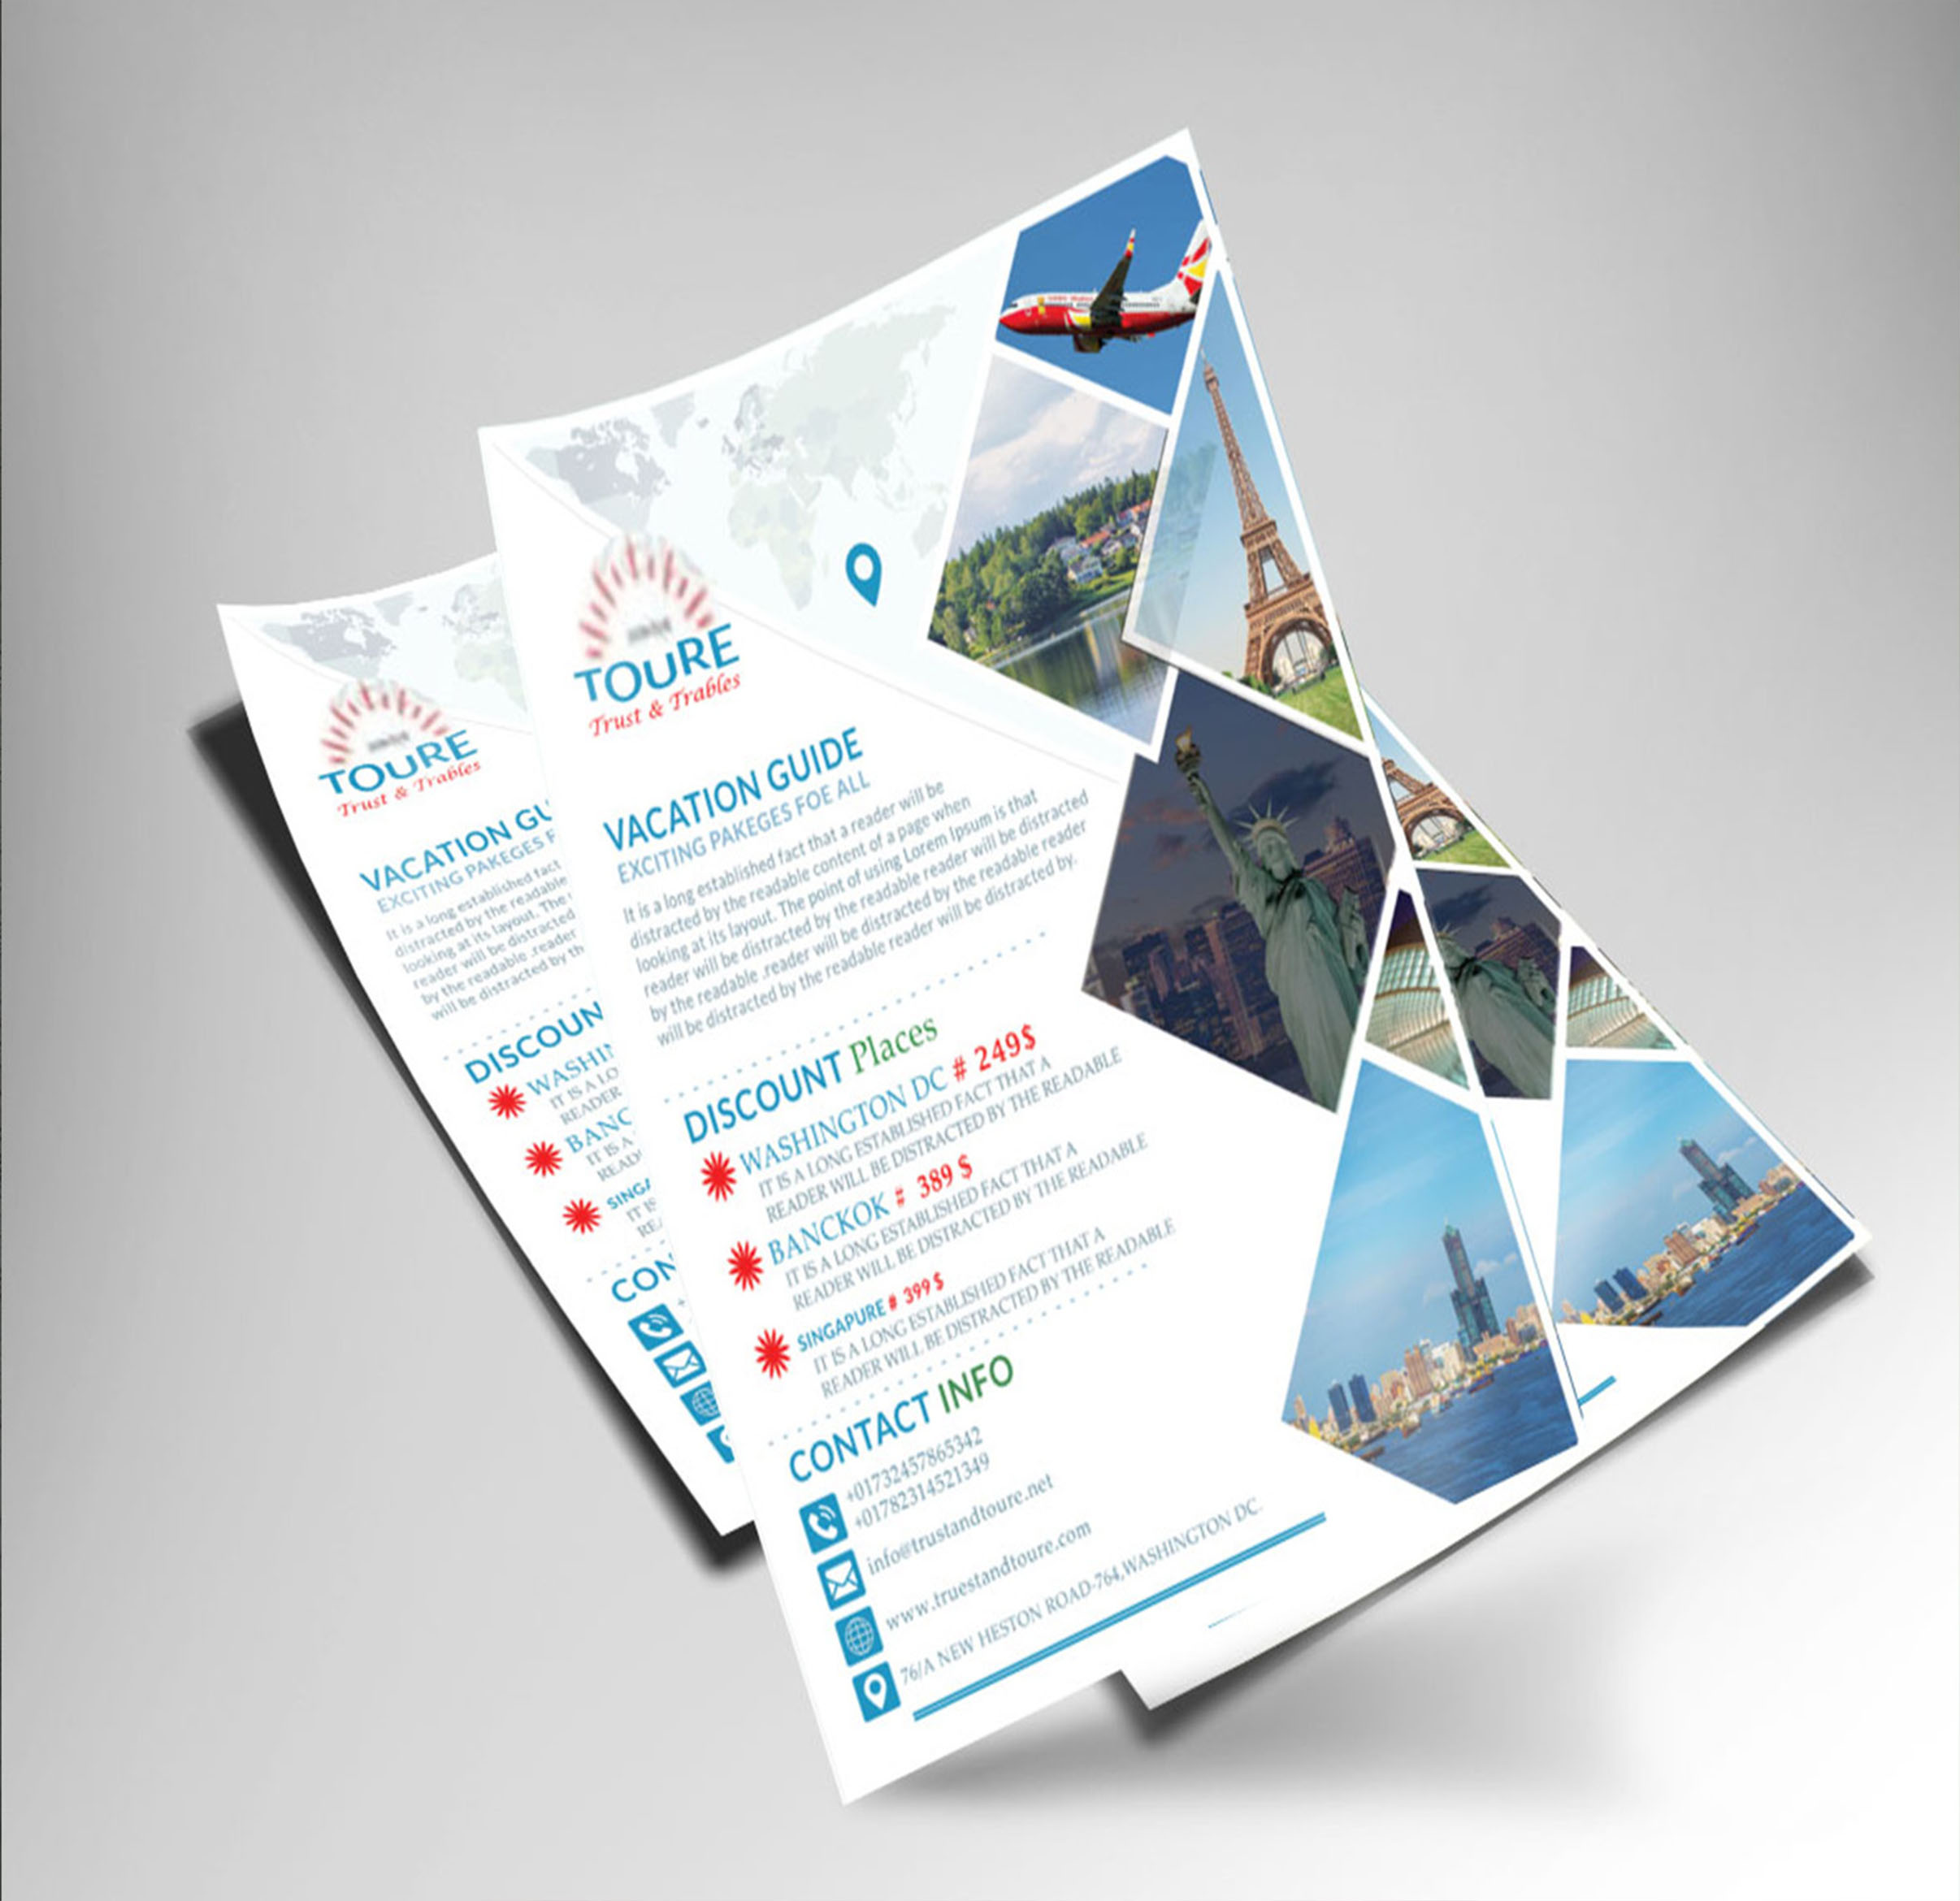 TOURE
Trust & Trables
VACATION GUIDE
EXCITING PAKEGES FOE ALL
It is a long established fact that a reader will be
distracted by the readable content of a page when
looking at its layout. The point of using Lorem Ipsum is that
reader will be distracted by the readable reader will be distracted
by the readable .reader will be distracted by the readable reader
will be distracted by the readable reader will be distracted by.
DISCOUNT Places
WASHINGTON DC # 249$
IT IS A LONG ESTABLISHED FACT THAT A
READER WILL BE DISTRACTED BY THE READABLE
BANCKOK # 389 $
IT IS A LONG ESTABLISHED FACT THAT A
READER WILL BE DISTRACTED BY THE READABLE
SINGAPURE # 399 $
IT IS A LONG ESTABLISHED FACT THAT A
READER WILL BE DISTRACTED BY THE READABLE
CONTACT INFO
+01732457865342
+01782314521349
info@trustandtoure.net
www.truestandtoure.com
76/A NEW HESTON ROAD-764,WASHINGTON DC.
TOURE
Trust & Trables
VACATION GU
EXCITING PAKEGES F
It is a long established fact
distracted by the readable
looking at its layout. The
reader will be distracted
by the readable .reader
will be distracted by th
DISCOUN
WASHIN
IT IS A LO
READER
BANC
IT IS A
READ
SINGA
IT IS
REA
CON